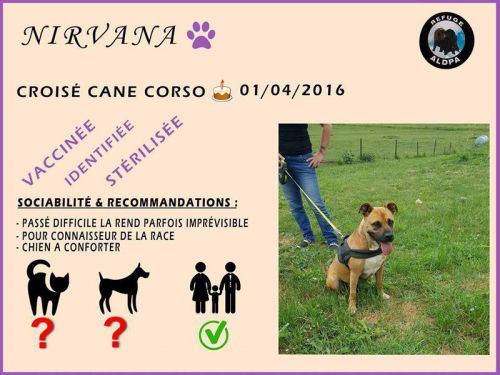 NIRVANA
REFUGE
ALDPA
CROISÉ CANE CORSO 01/04/2016
VACCINÉE
IDENTIFIÉE
STÉRILISÉE
SOCIABILITÉ & RECOMMANDATIONS :
- PASSÉ DIFFICILE LA REND PARFOIS IMPRÉVISIBLE
- POUR CONNAISSEUR DE LA RACE
- CHIEN A CONFORTER
? ?